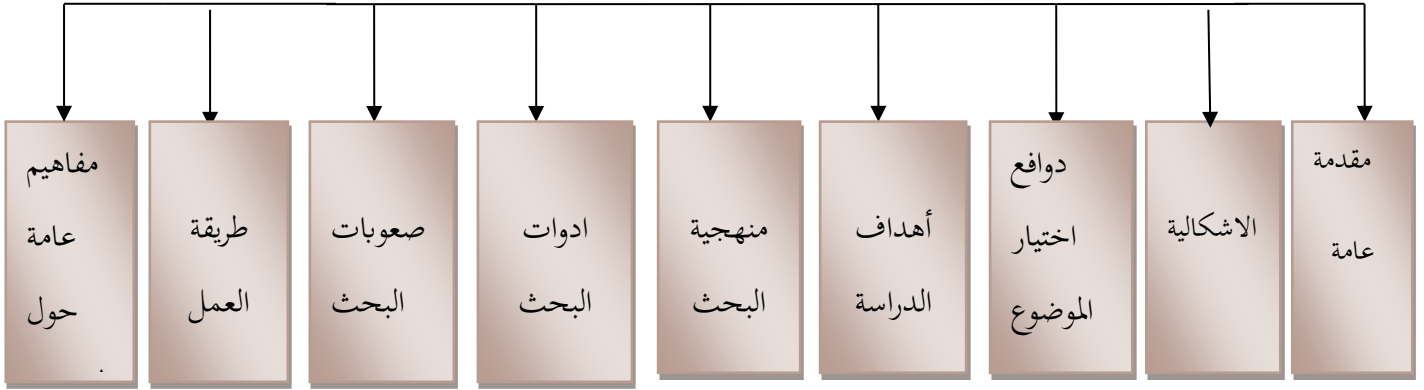 مقدمة
عامة
الاشكالية
دوافع
اختيار
الموضوع
أهداف
الدراسة
منهجية
البحث
ادوات
البحث
صعوبات
البحث
طريقة
العمل
مفاهيم
عامة
حول